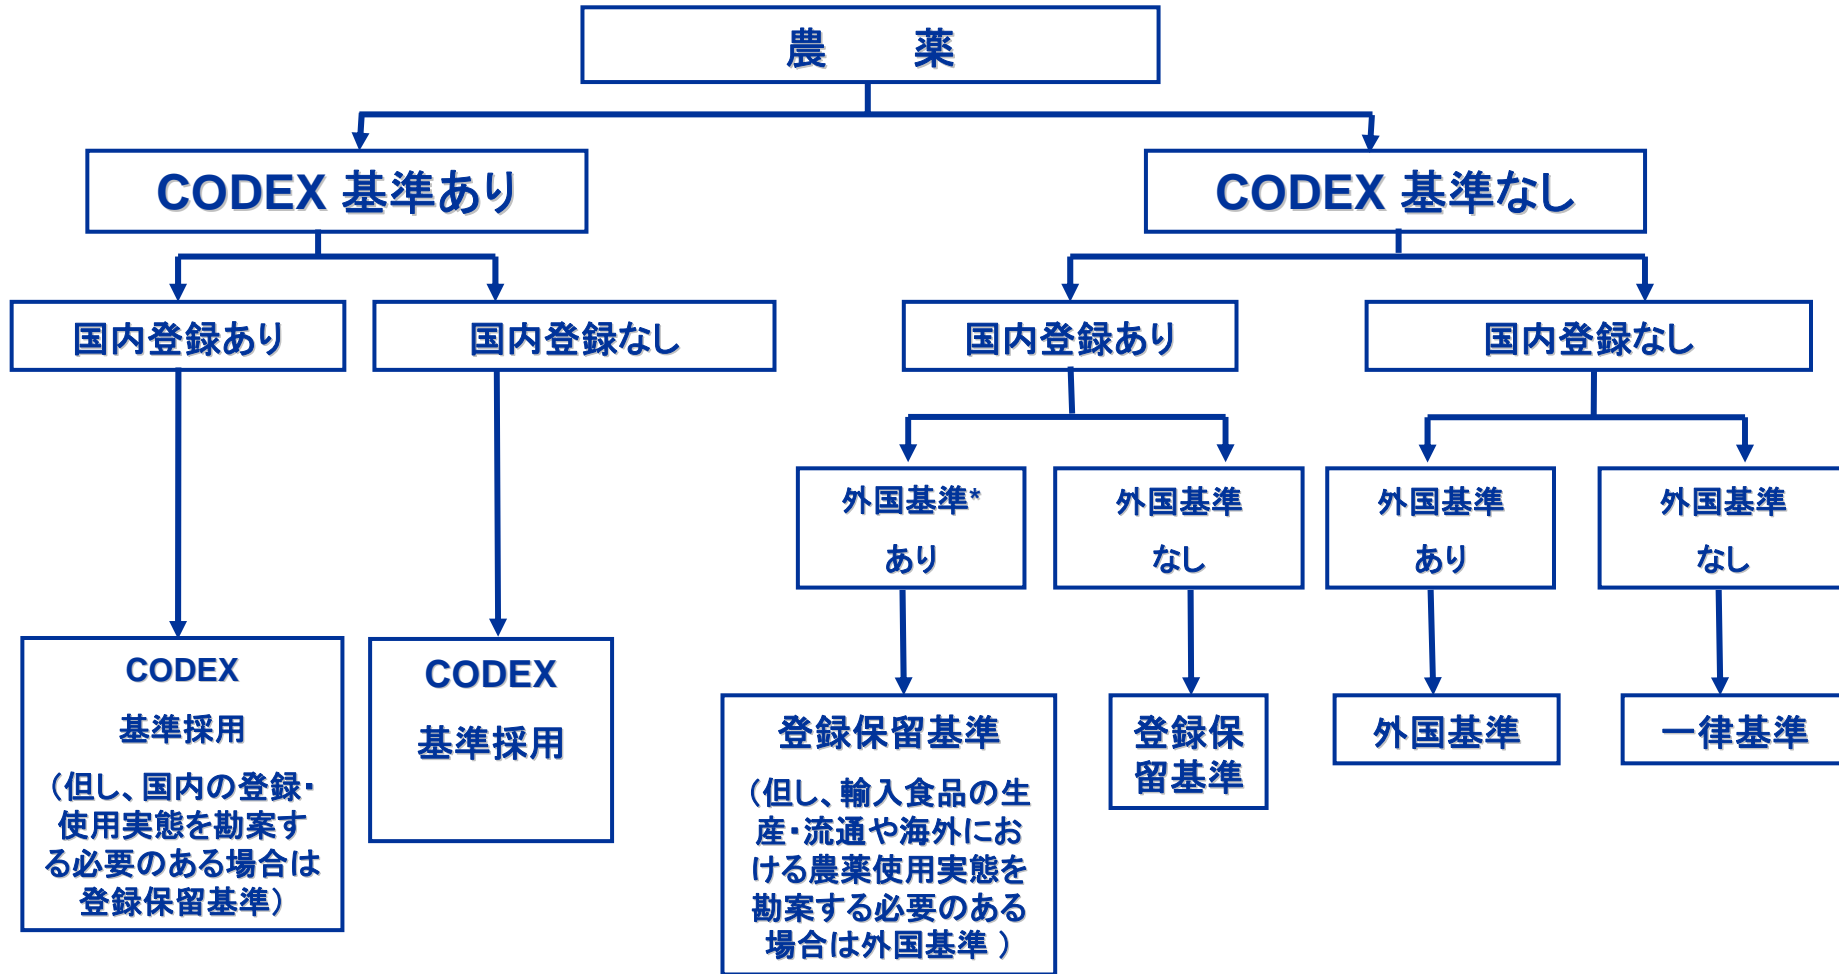 農　　薬
CODEX 基準あり
CODEX 基準なし
国内登録あり
国内登録なし
国内登録あり
国内登録なし
外国基準*
あり
外国基準
なし
外国基準
あり
外国基準
なし
CODEX
基準採用
（但し、国内の登録・
使用実態を勘案す
る必要のある場合は
登録保留基準）
CODEX
基準採用
登録保留基準
（但し、輸入食品の生
産・流通や海外にお
ける農薬使用実態を
勘案する必要のある
場合は外国基準 ）
登録保
留基準
外国基準
一律基準